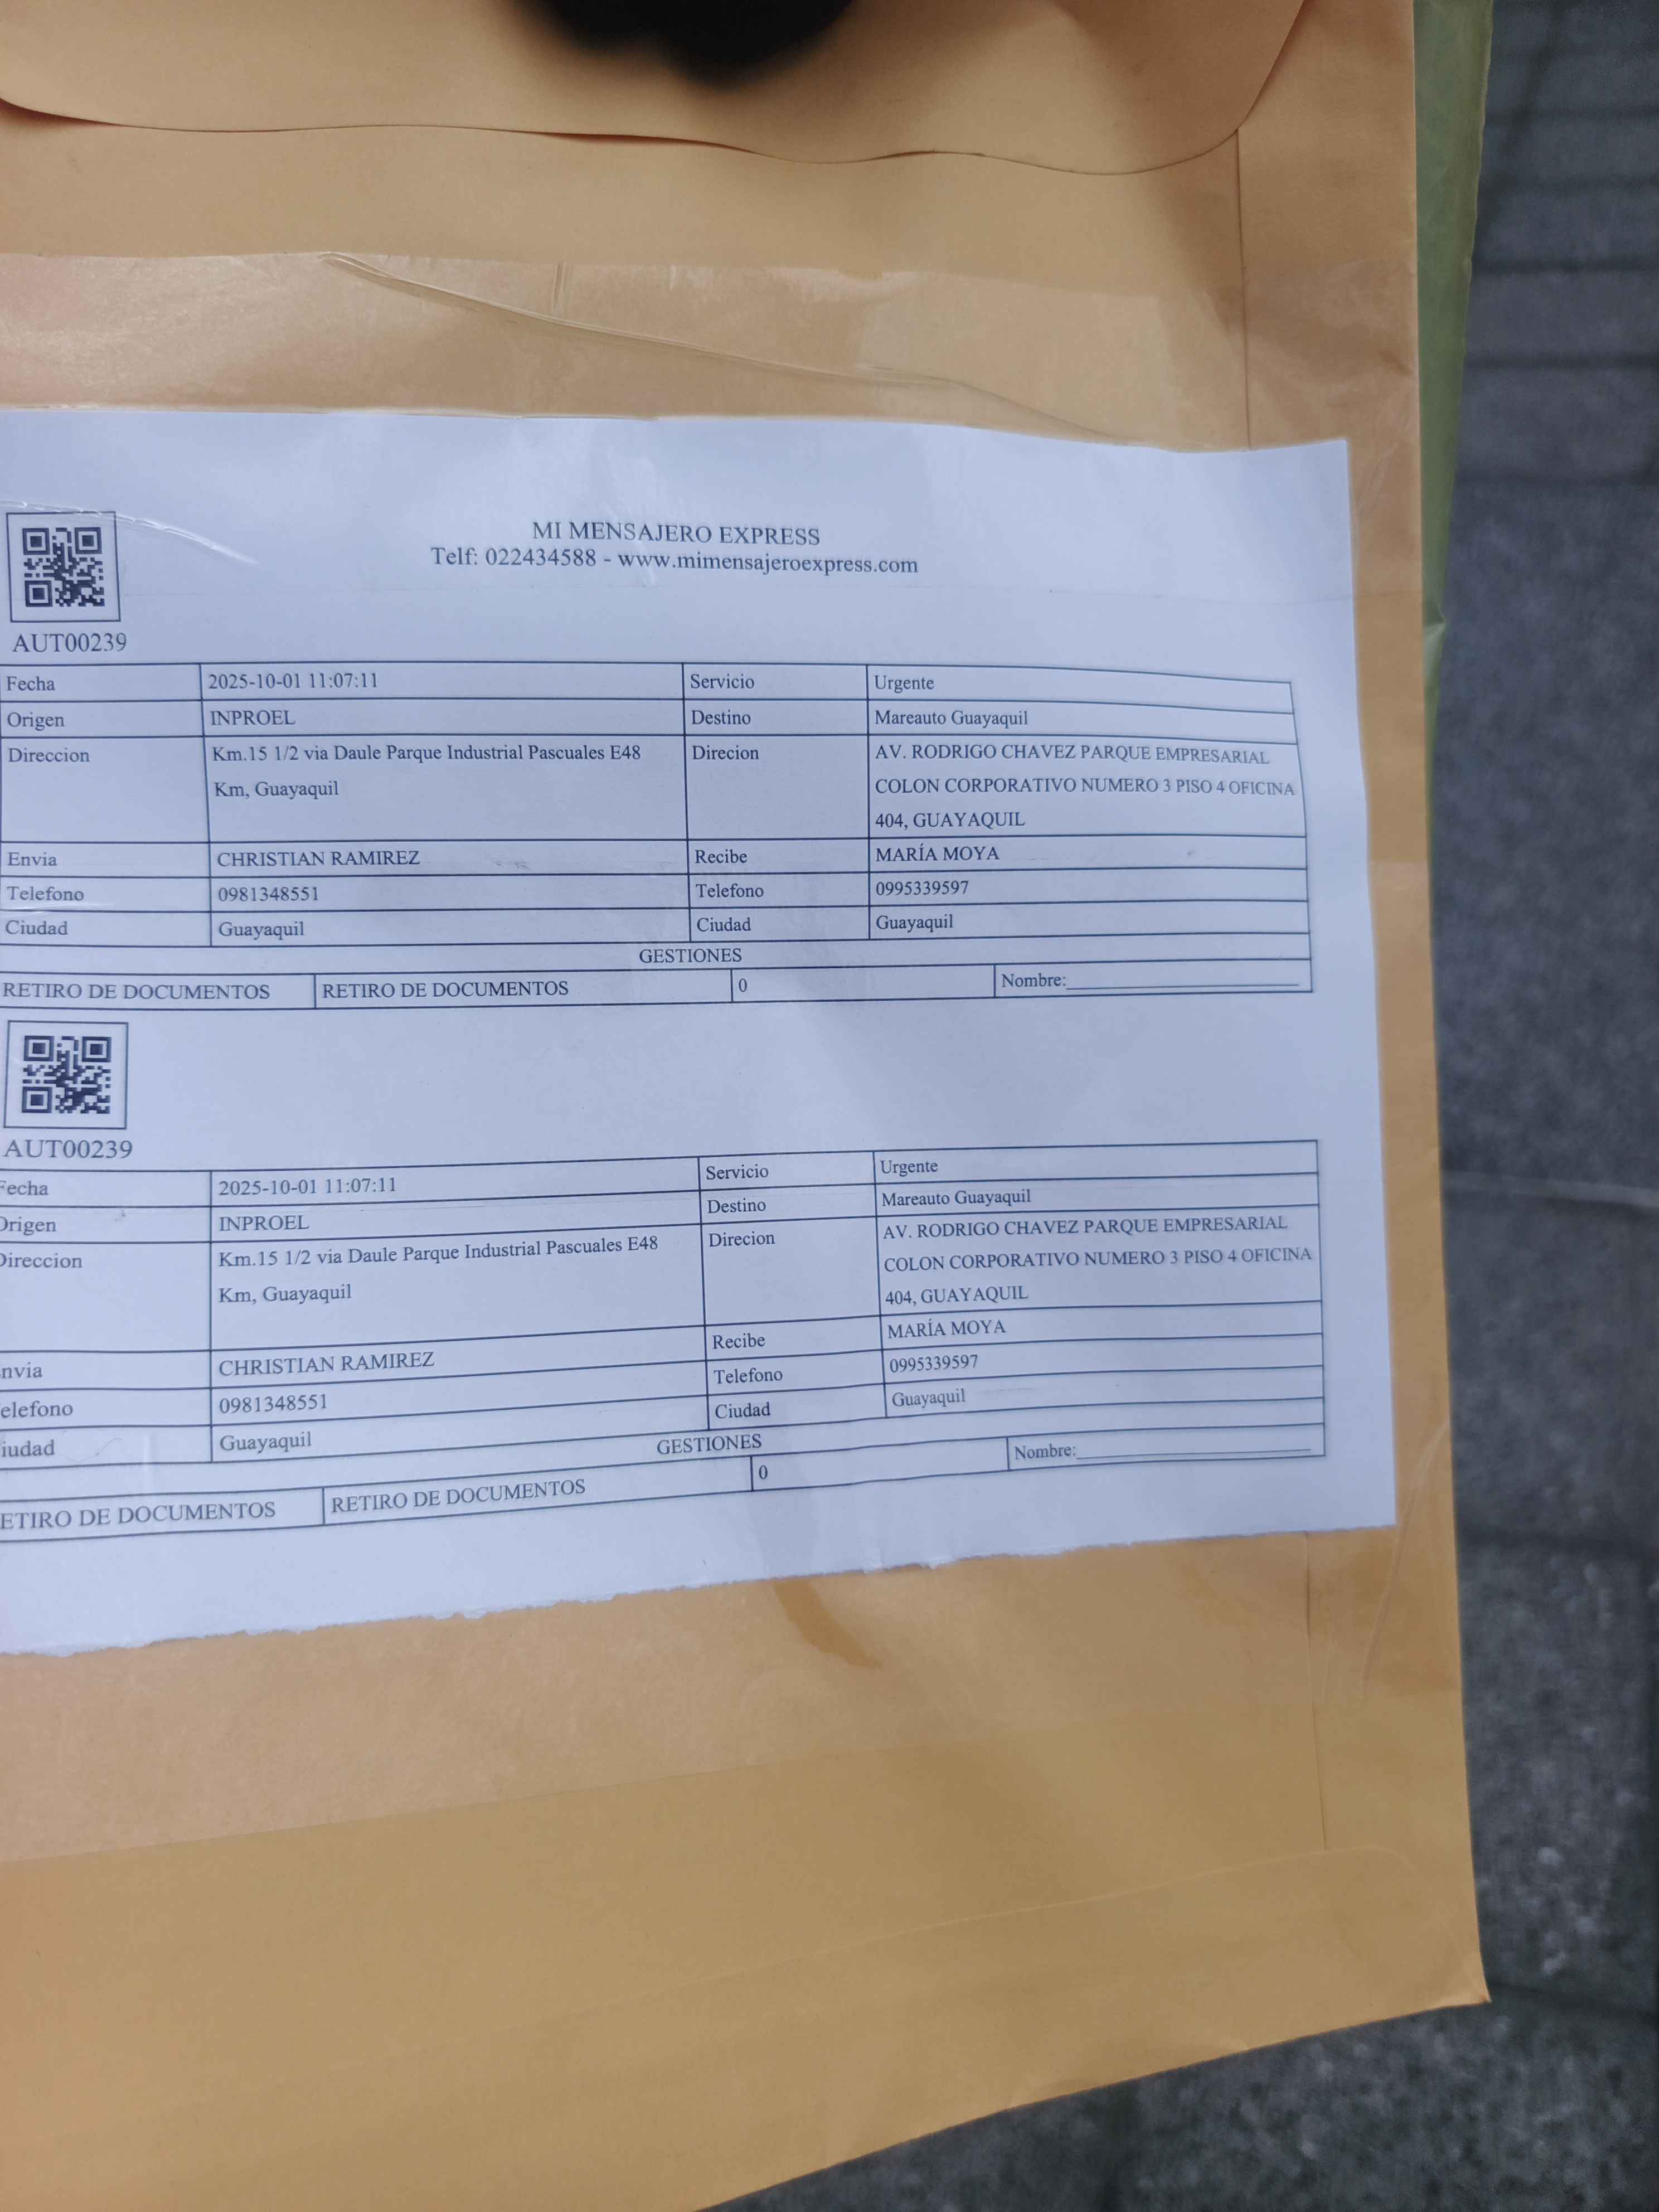 MI MENSAJERO EXPRESS
Telf: 022434588 - www.mimensajeroexpress.com
AUT00239
Fecha 2025-10-01 11:07:11 Servicio Urgente
Origen INPROEL Destino Mareauto Guayaquil
Direccion Km.15 1/2 via Daule Parque Industrial Pascuales E48 Direcion AV. RODRIGO CHAVEZ PARQUE EMPRESARIAL
Km, Guayaquil COLON CORPORATIVO NUMERO 3 PISO 4 OFICINA
404, GUAYAQUIL
Envia CHRISTIAN RAMIREZ Recibe MARÍA MOYA
Telefono 0981348551 Telefono 0995339597
Ciudad Guayaquil Ciudad Guayaquil
GESTIONES
RETIRO DE DOCUMENTOS RETIRO DE DOCUMENTOS 0 Nombre:
AUT00239
Fecha 2025-10-01 11:07:11 Servicio Urgente
Origen INPROEL Destino Mareauto Guayaquil
Direccion Km.15 1/2 via Daule Parque Industrial Pascuales E48 Direcion AV. RODRIGO CHAVEZ PARQUE EMPRESARIAL
Km, Guayaquil COLON CORPORATIVO NUMERO 3 PISO 4 OFICINA
404, GUAYAQUIL
nvia CHRISTIAN RAMIREZ Recibe MARÍA MOYA
elefono 0981348551 Telefono 0995339597
iudad Guayaquil Ciudad Guayaquil
GESTIONES
ETIRO DE DOCUMENTOS RETIRO DE DOCUMENTOS 0 Nombre: